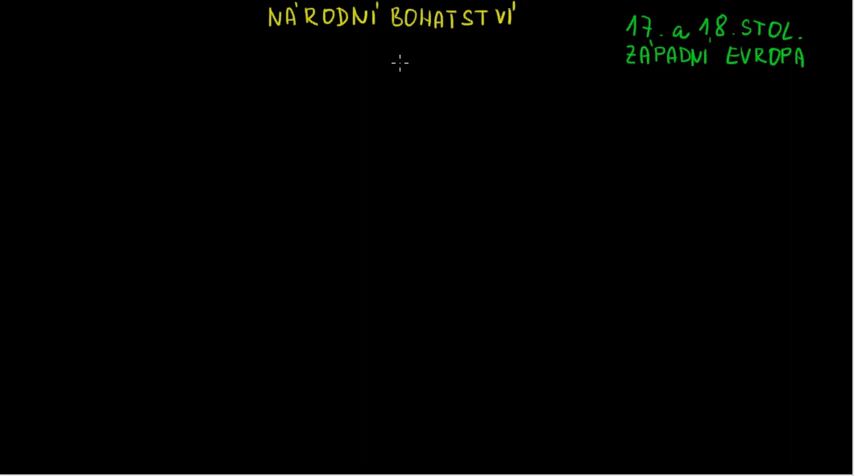 NÁRODNÍ BOHATSTVÍ
17. a 18. STOL.
ZÁPADNÍ EVROPA